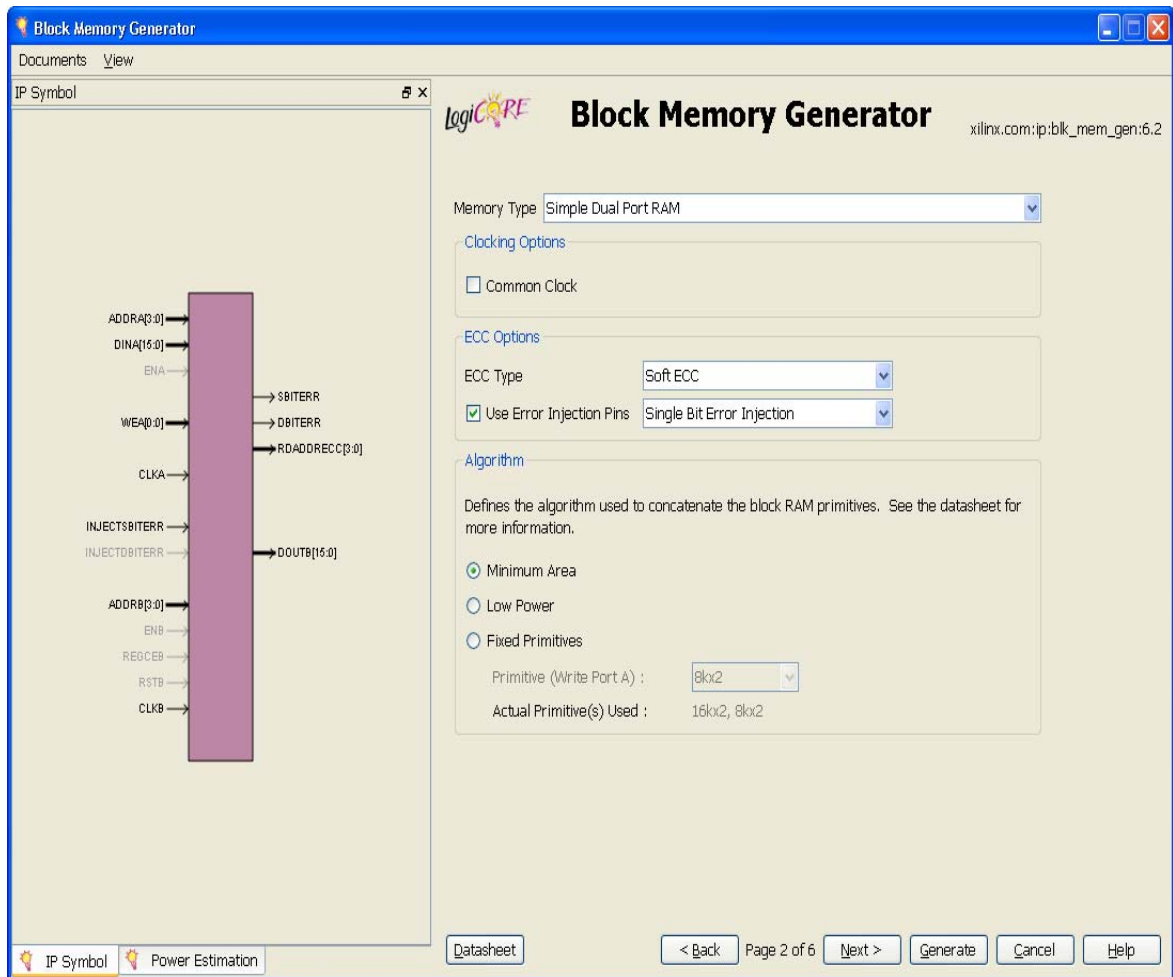 Block Memory Generator
Documents View
IP Symbol
ADDRA[3:0]
DINA[15:0]
ENA
SBITERR
WEA[0:0]
DBITERR
RDADDRECC[3:0]
CLKA
INJECTSBITERR
INJECTDBITERR
DOUTB[15:0]
ADDRB[3:0]
ENB
REGCEB
RSTB
CLKB
IP Symbol
Power Estimation
LogiCORE
Block Memory Generator
xilinx.com:ip:blk_mem_gen:6.2
Memory Type Simple Dual Port RAM
Clocking Options
Common Clock
ECC Options
ECC Type Soft ECC
Use Error Injection Pins Single Bit Error Injection
Algorithm
Defines the algorithm used to concatenate the block RAM primitives. See the datasheet for
more information.
Minimum Area
Low Power
Fixed Primitives
Primitive (Write Port A) : 8kx2
Actual Primitive(s) Used : 16kx2, 8kx2
Datasheet < Back Page 2 of 6 Next > Generate Cancel Help